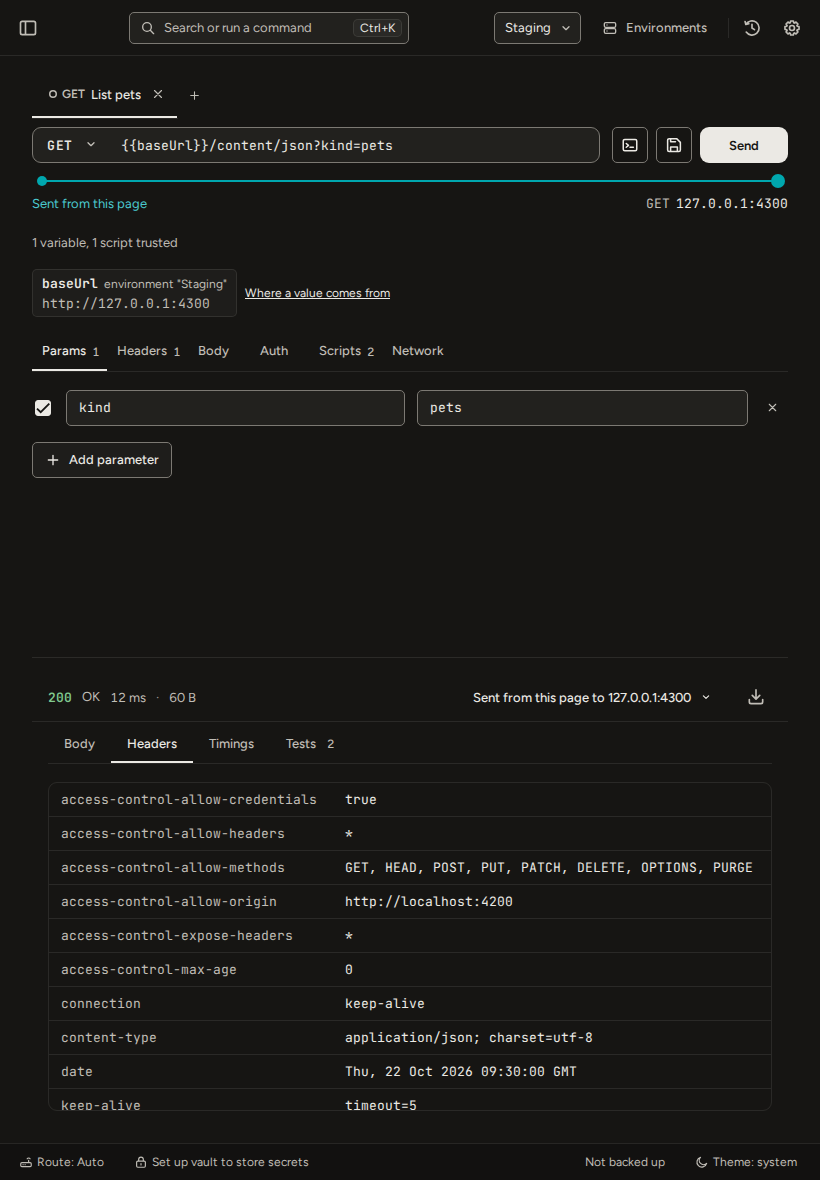 Search or run a command Ctrl+K Staging Environments
GET List pets
GET {{baseUrl}}/content/json?kind=pets Send
Sent from this page GET 127.0.0.1:4300
1 variable, 1 script trusted
baseUrl environment "Staging"
http://127.0.0.1:4300
Where a value comes from
Params 1 Headers 1 Body Auth Scripts 2 Network
kind pets
Add parameter
200 OK 12 ms · 60 B Sent from this page to 127.0.0.1:4300
Body Headers Timings Tests 2
access-control-allow-credentials true
access-control-allow-headers *
access-control-allow-methods GET, HEAD, POST, PUT, PATCH, DELETE, OPTIONS, PURGE
access-control-allow-origin http://localhost:4200
access-control-expose-headers *
access-control-max-age 0
connection keep-alive
content-type application/json; charset=utf-8
date Thu, 22 Oct 2026 09:30:00 GMT
keep-alive timeout=5
Route: Auto Set up vault to store secrets Not backed up Theme: system